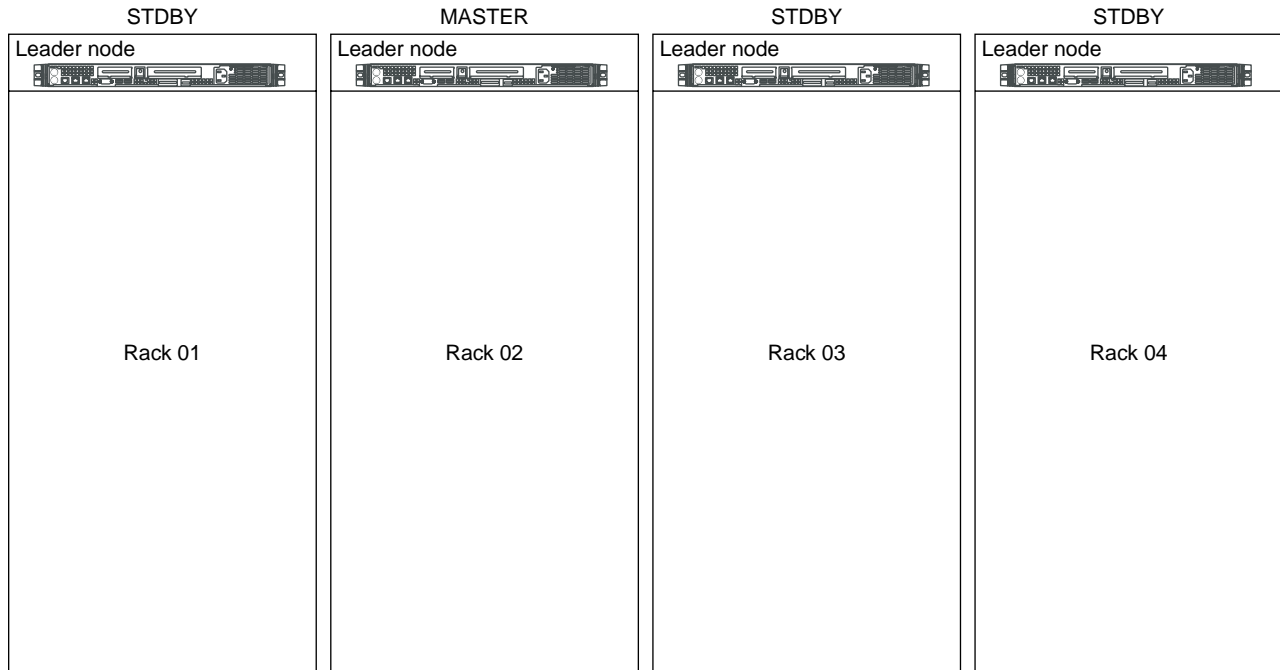 STDBY
MASTER
STDBY
STDBY
Leader node
Leader node
Leader node
Leader node
Rack 01
Rack 02
Rack 03
Rack 04